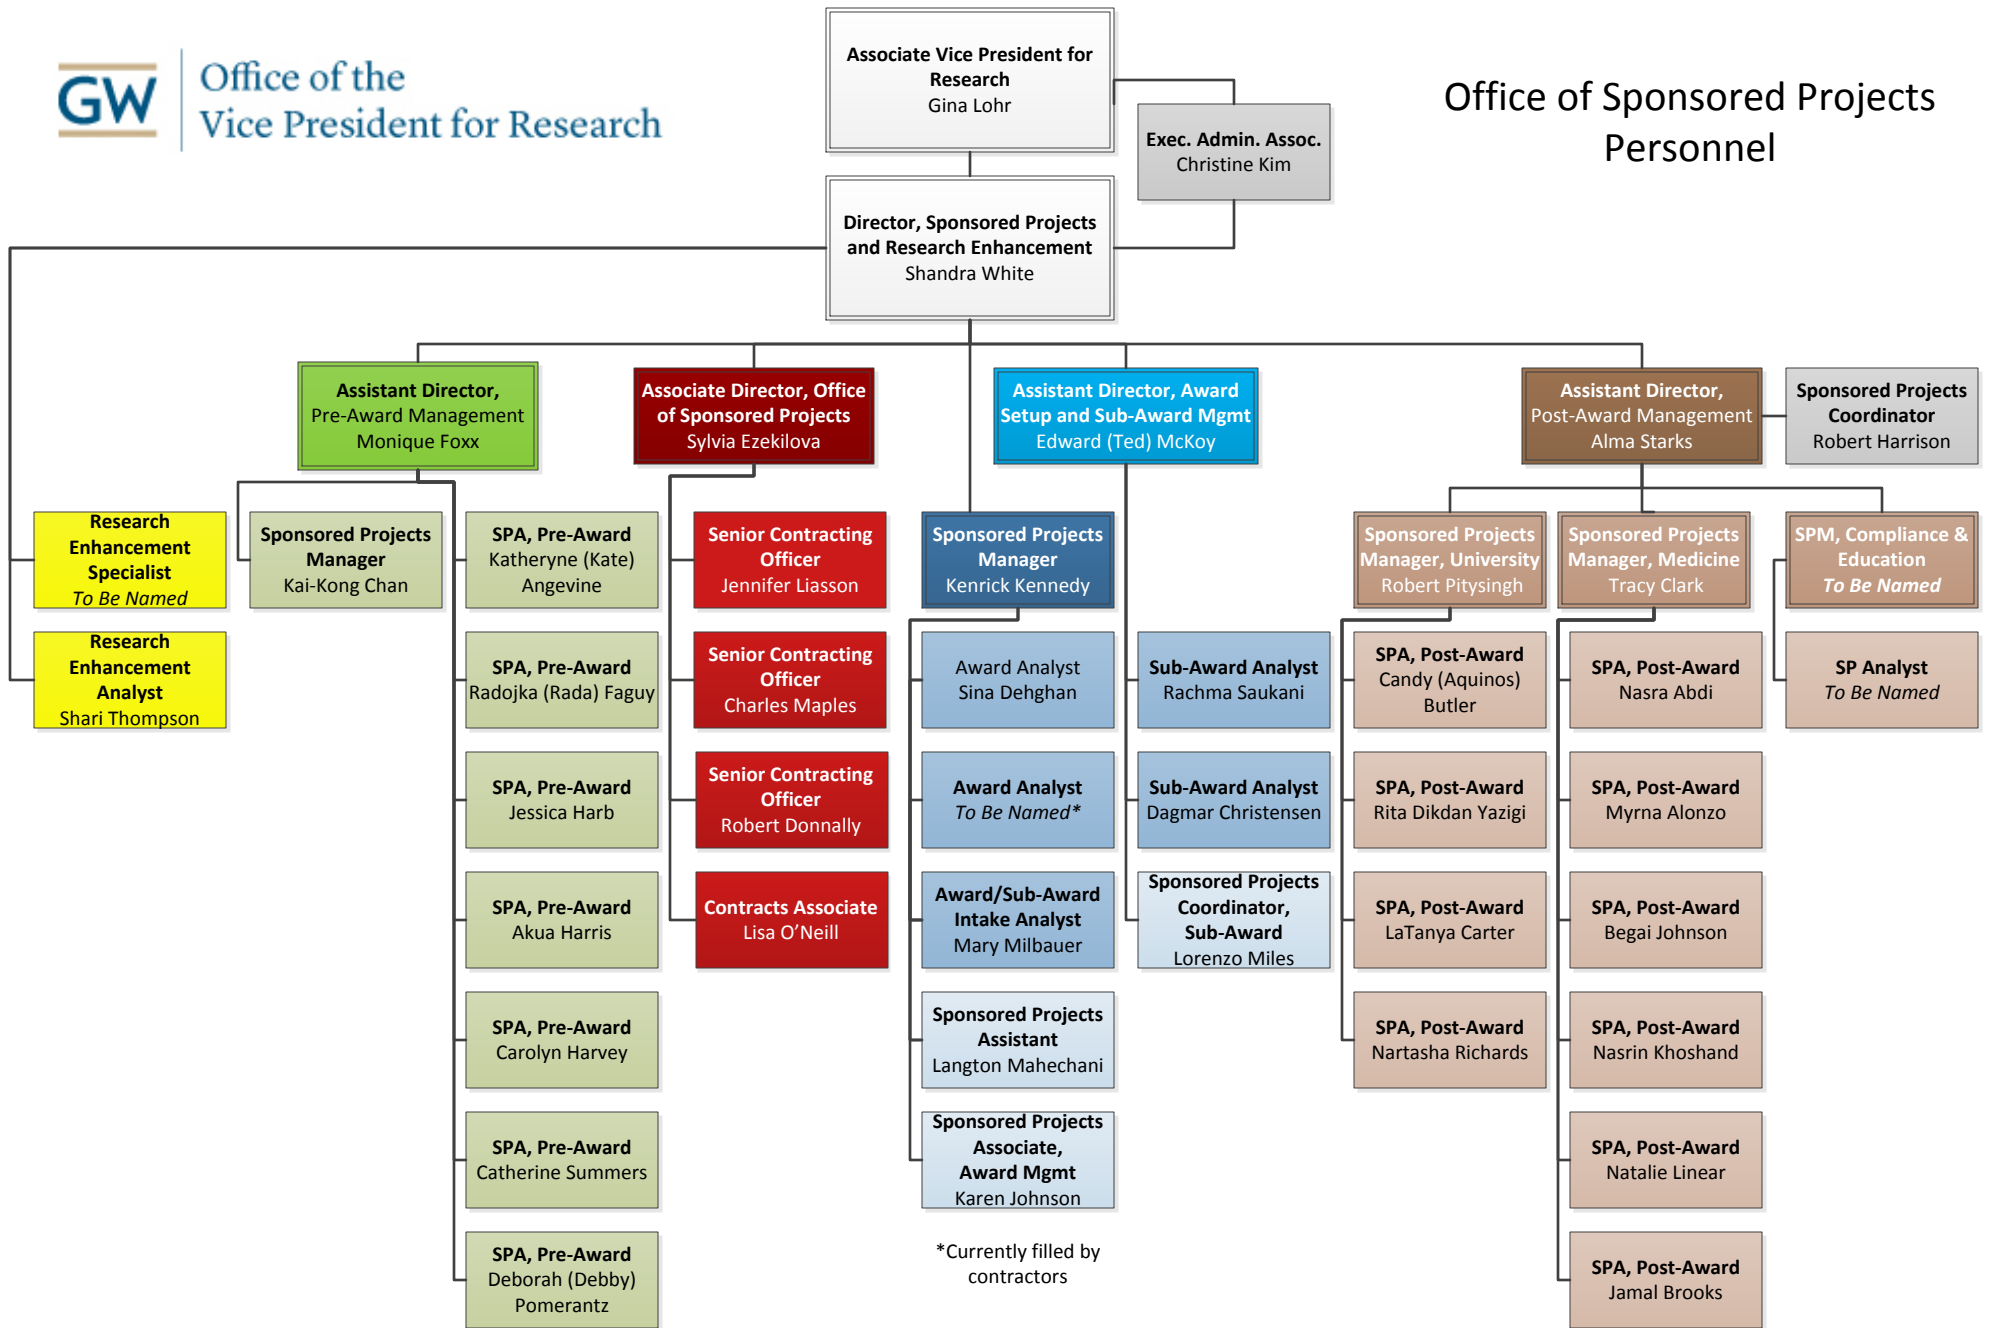 GW
Office of the
Vice President for Research
Associate Vice President for
Research
Gina Lohr
Exec. Admin. Assoc.
Christine Kim
Office of Sponsored Projects
Personnel
Director, Sponsored Projects
and Research Enhancement
Shandra White
Assistant Director,
Pre-Award Management
Monique Foxx
Associate Director, Office
of Sponsored Projects
Sylvia Ezekilova
Assistant Director, Award
Setup and Sub-Award Mgmt
Edward (Ted) McKoy
Assistant Director,
Post-Award Management
Alma Starks
Sponsored Projects
Coordinator
Robert Harrison
Research
Enhancement
Specialist
To Be Named
Research
Enhancement
Analyst
Shari Thompson
Sponsored Projects
Manager
Kai-Kong Chan
SPA, Pre-Award
Katheryne (Kate)
Angevine
SPA, Pre-Award
Radojka (Rada) Faguy
SPA, Pre-Award
Jessica Harb
SPA, Pre-Award
Akua Harris
SPA, Pre-Award
Carolyn Harvey
SPA, Pre-Award
Catherine Summers
SPA, Pre-Award
Deborah (Debby)
Pomerantz
Senior Contracting
Officer
Jennifer Liasson
Senior Contracting
Officer
Charles Maples
Senior Contracting
Officer
Robert Donnally
Contracts Associate
Lisa O’Neill
Sponsored Projects
Manager
Kenrick Kennedy
Award Analyst
Sina Dehghan
Award Analyst
To Be Named*
Award/Sub-Award
Intake Analyst
Mary Milbauer
Sponsored Projects
Assistant
Langton Mahechani
Sponsored Projects
Associate,
Award Mgmt
Karen Johnson
*Currently filled by
contractors
Sub-Award Analyst
Rachma Saukani
Sub-Award Analyst
Dagmar Christensen
Sponsored Projects
Coordinator,
Sub-Award
Lorenzo Miles
Sponsored Projects
Manager, University
Robert Pitysingh
SPA, Post-Award
Candy (Aquinos)
Butler
SPA, Post-Award
Rita Dikdan Yazigi
SPA, Post-Award
LaTanya Carter
SPA, Post-Award
Nartasha Richards
Sponsored Projects
Manager, Medicine
Tracy Clark
SPA, Post-Award
Nasra Abdi
SPA, Post-Award
Myrna Alonzo
SPA, Post-Award
Begai Johnson
SPA, Post-Award
Nasrin Khoshand
SPA, Post-Award
Natalie Linear
SPA, Post-Award
Jamal Brooks
SPM, Compliance &
Education
To Be Named
SP Analyst
To Be Named